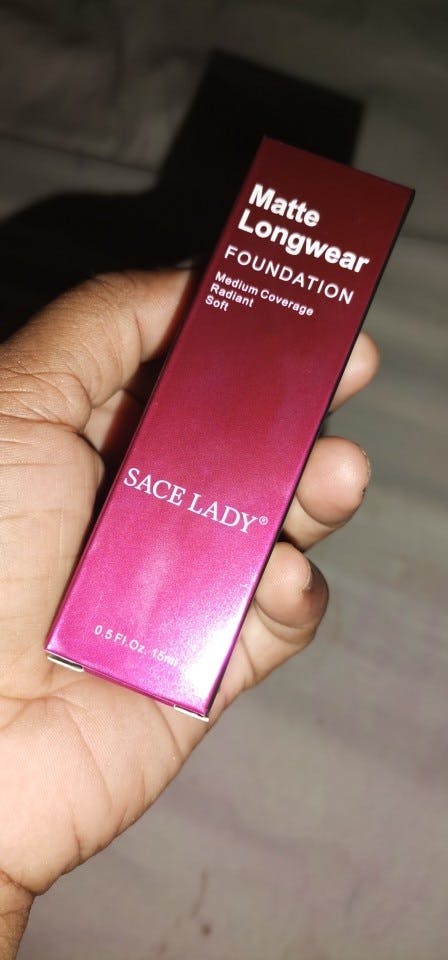 Matte
Longwear
FOUNDATION
Medium Coverage
Radiant
Soft
SACE LADY®
0.5 Fl.Oz. 15ml